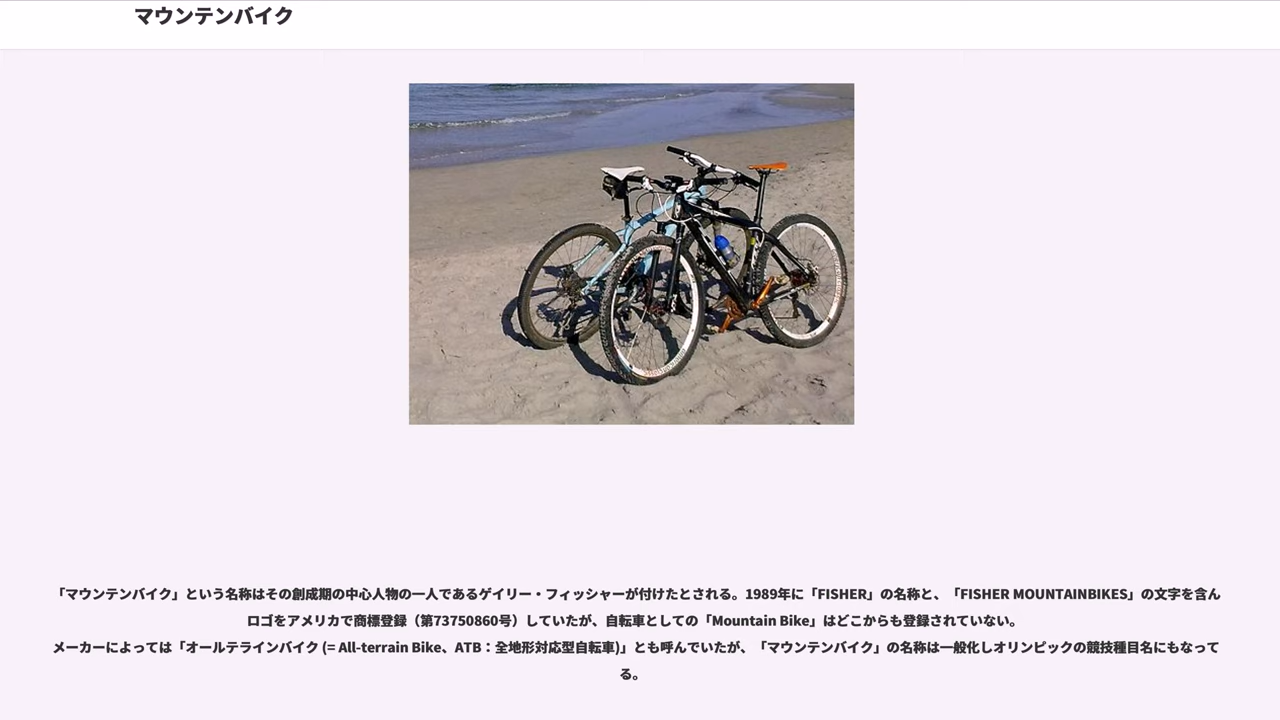 マウンテンバイク
「マウンテンバイク」という名称はその創成期の中心人物の一人であるゲイリー・フィッシャーが付けたとされる。1989年に「FISHER」の名称と、「FISHER MOUNTAINBIKES」の文字を含ん
ロゴをアメリカで商標登録（第73750860号）していたが、自転車としての「Mountain Bike」はどこからも登録されていない。
メーカーによっては「オールテラインバイク (= All-terrain Bike、ATB：全地形対応型自転車)」とも呼んでいたが、「マウンテンバイク」の名称は一般化しオリンピックの競技種目名にもなって
る。